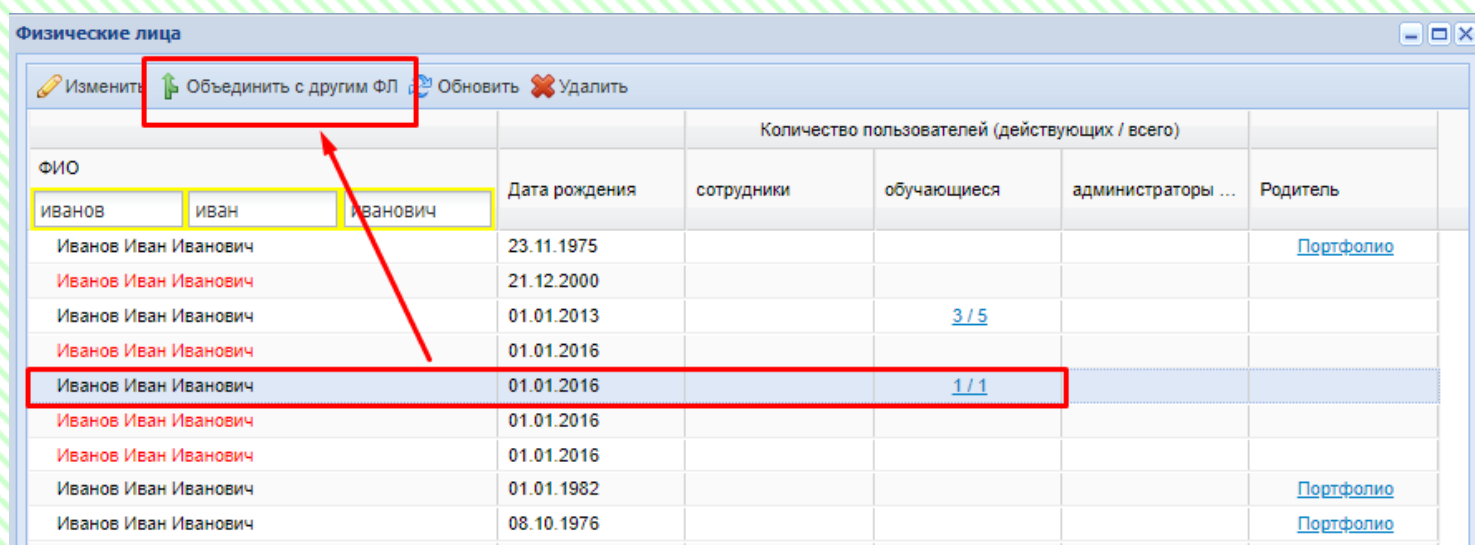 Физические лица
Изменить Объединить с другим ФЛ Обновить Удалить
Количество пользователей (действующих / всего)
ФИО
Дата рождения сотрудники обучающиеся администраторы ... Родитель
иванов иван иванович
Иванов Иван Иванович 23.11.1975 Портфолио
Иванов Иван Иванович 21.12.2000
Иванов Иван Иванович 01.01.2013 3 / 5
Иванов Иван Иванович 01.01.2016
Иванов Иван Иванович 01.01.2016 1 / 1
Иванов Иван Иванович 01.01.2016
Иванов Иван Иванович 01.01.2016
Иванов Иван Иванович 01.01.1982 Портфолио
Иванов Иван Иванович 08.10.1976 Портфолио